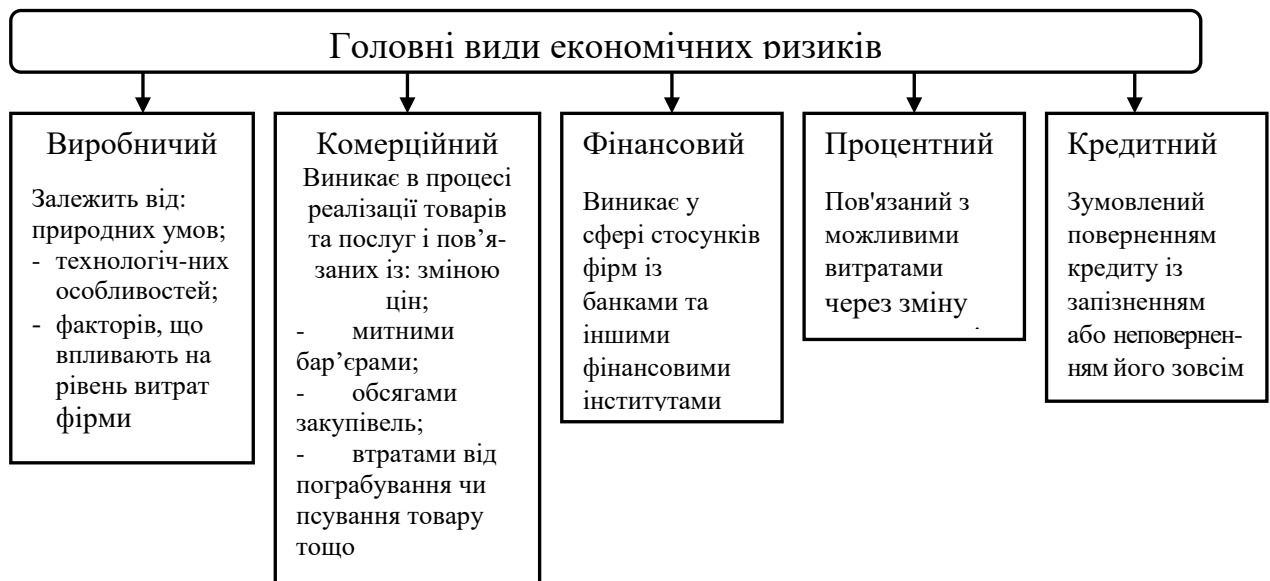 Головні види економічних ризиків
Виробничий
Залежить від:
природних умов;
- технологіч-них
особливостей;
- факторів, що
впливають на
рівень витрат
фірми
Комерційний
Виникає в процесі
реалізації товарів
та послуг і пов’я-
заних із: зміною
цін;
- митними
бар’єрами;
- обсягами
закупівель;
- втратами від
пограбування чи
псування товару
тощо
Фінансовий
Виникає у
сфері стосунків
фірм із
банками та
іншими
фінансовими
інститутами
Процентний
Пов'язаний з
можливими
витратами
через зміну
Кредитний
Зумовлений
поверненням
кредиту із
запізненням
або неповернен-
ням його зовсім